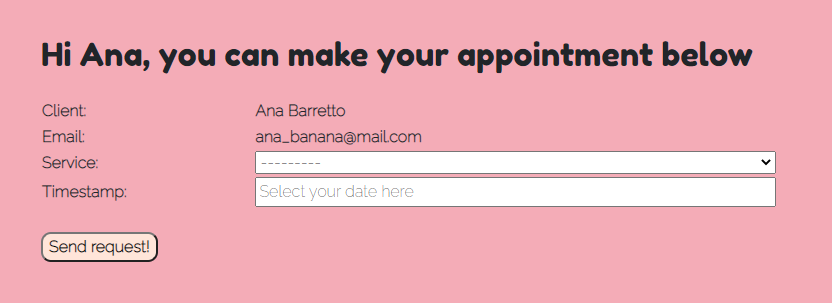 Hi Ana, you can make your appointment below
Client: Ana Barretto
Email: ana_banana@mail.com
Service: ---------
Timestamp: Select your date here
Send request!